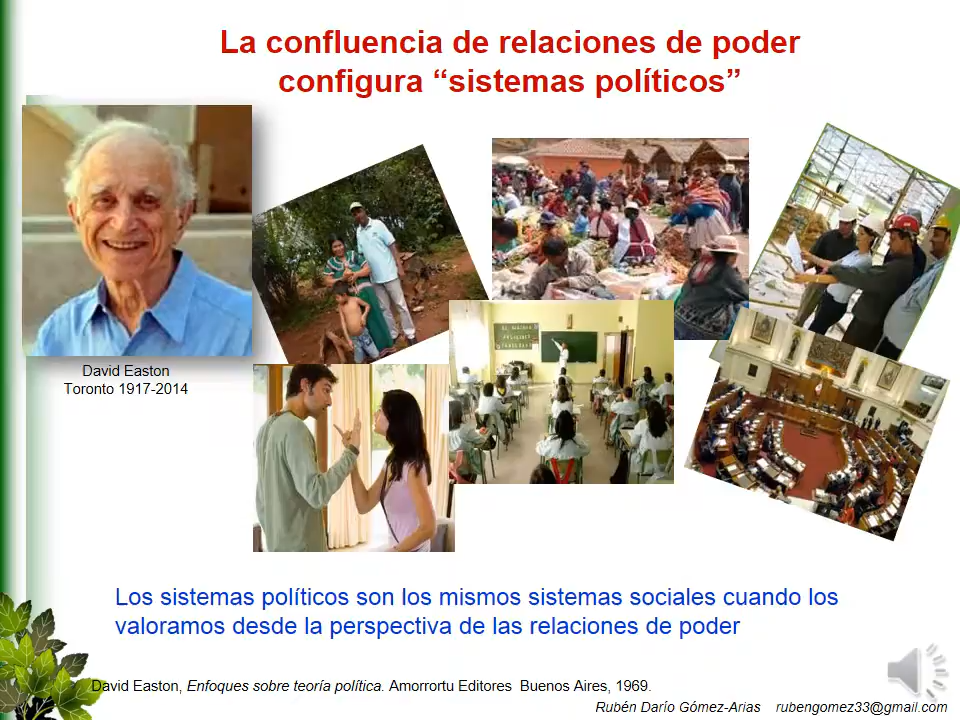 La confluencia de relaciones de poder
configura “sistemas políticos”
David Easton
Toronto 1917-2014
Los sistemas políticos son los mismos sistemas sociales cuando los
valoramos desde la perspectiva de las relaciones de poder
David Easton, Enfoques sobre teoría política. Amorrortu Editores Buenos Aires, 1969.
Rubén Darío Gómez-Arias rubengomez33@gmail.com